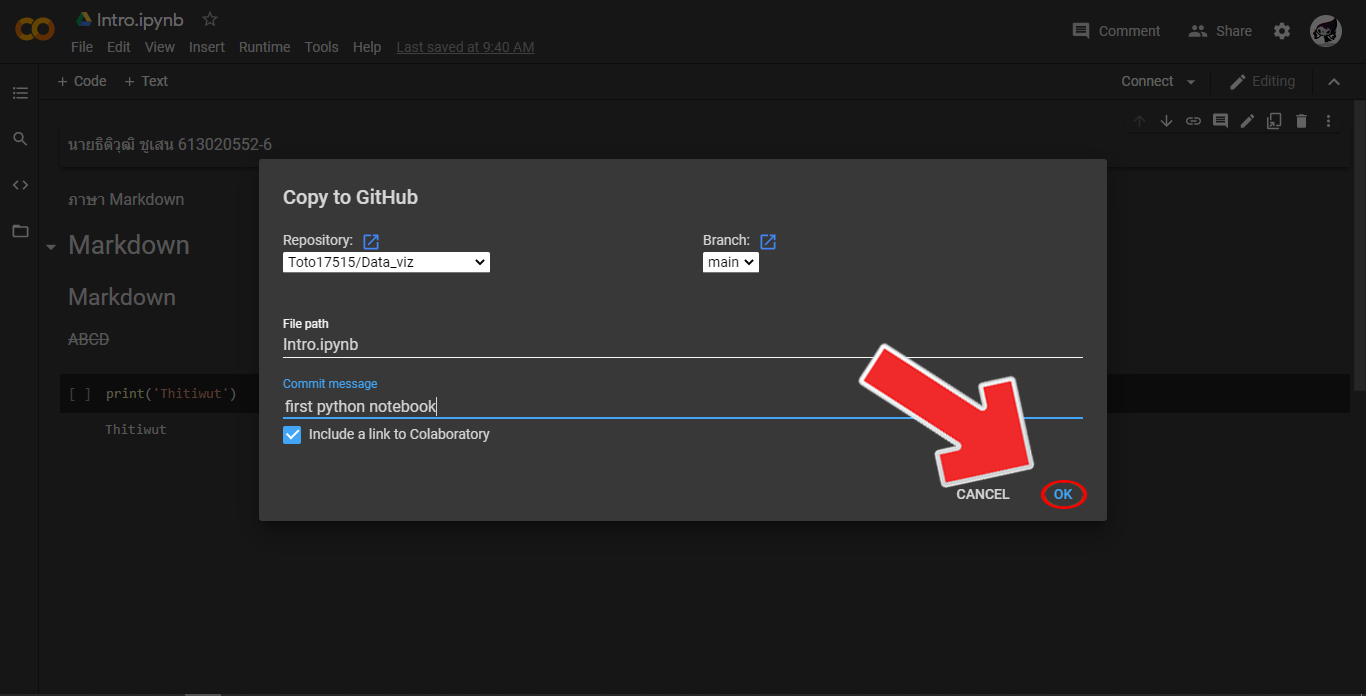 Intro.ipynb
File Edit View Insert Runtime Tools Help Last saved at 9:40 AM
Comment Share
+ Code + Text
Connect Editing
นายธิติวุฒิ ชูเสน 613020552-6
ภาษา Markdown
Markdown
Markdown
ABCD
[ ] print('Thitiwut')
Thitiwut
Copy to GitHub
Repository: Branch:
Toto17515/Data_viz main
File path
Intro.ipynb
Commit message
first python notebook
Include a link to Colaboratory
CANCEL OK